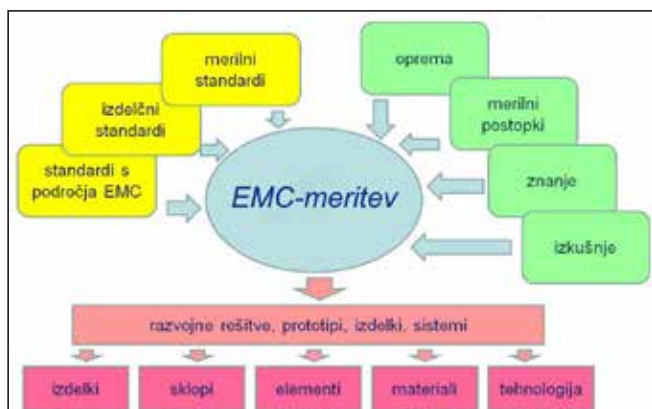 merilni
standardi
izdelčni
standardi
standardi s
področja EMC
oprema
merilni
postopki
znanje
izkušnje
EMC-meritev
razvojne rešitve, prototipi, izdelki, sistemi
izdelki
sklopi
elementi
materiali
tehnologija